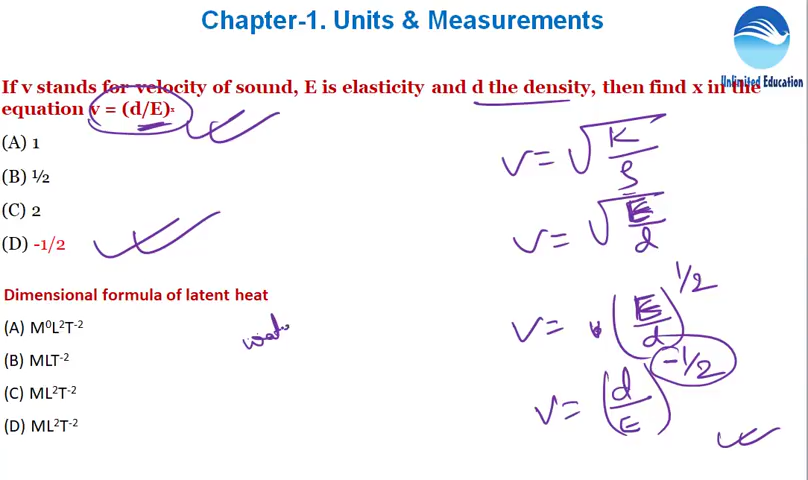 Chapter-1. Units & Measurements
Unlimited Education
If v stands for velocity of sound, E is elasticity and d the density, then find x in the
equation v = (d/E)ˣ
(A) 1
(B) ½
(C) 2
(D) -1/2
Dimensional formula of latent heat
(A) M⁰L²T⁻²
(B) MLT⁻²
(C) ML²T⁻²
(D) ML²T⁻²
v = √K/ρ
v = √E/d
v = (E/d)^1/2
v = (d/E)^-1/2